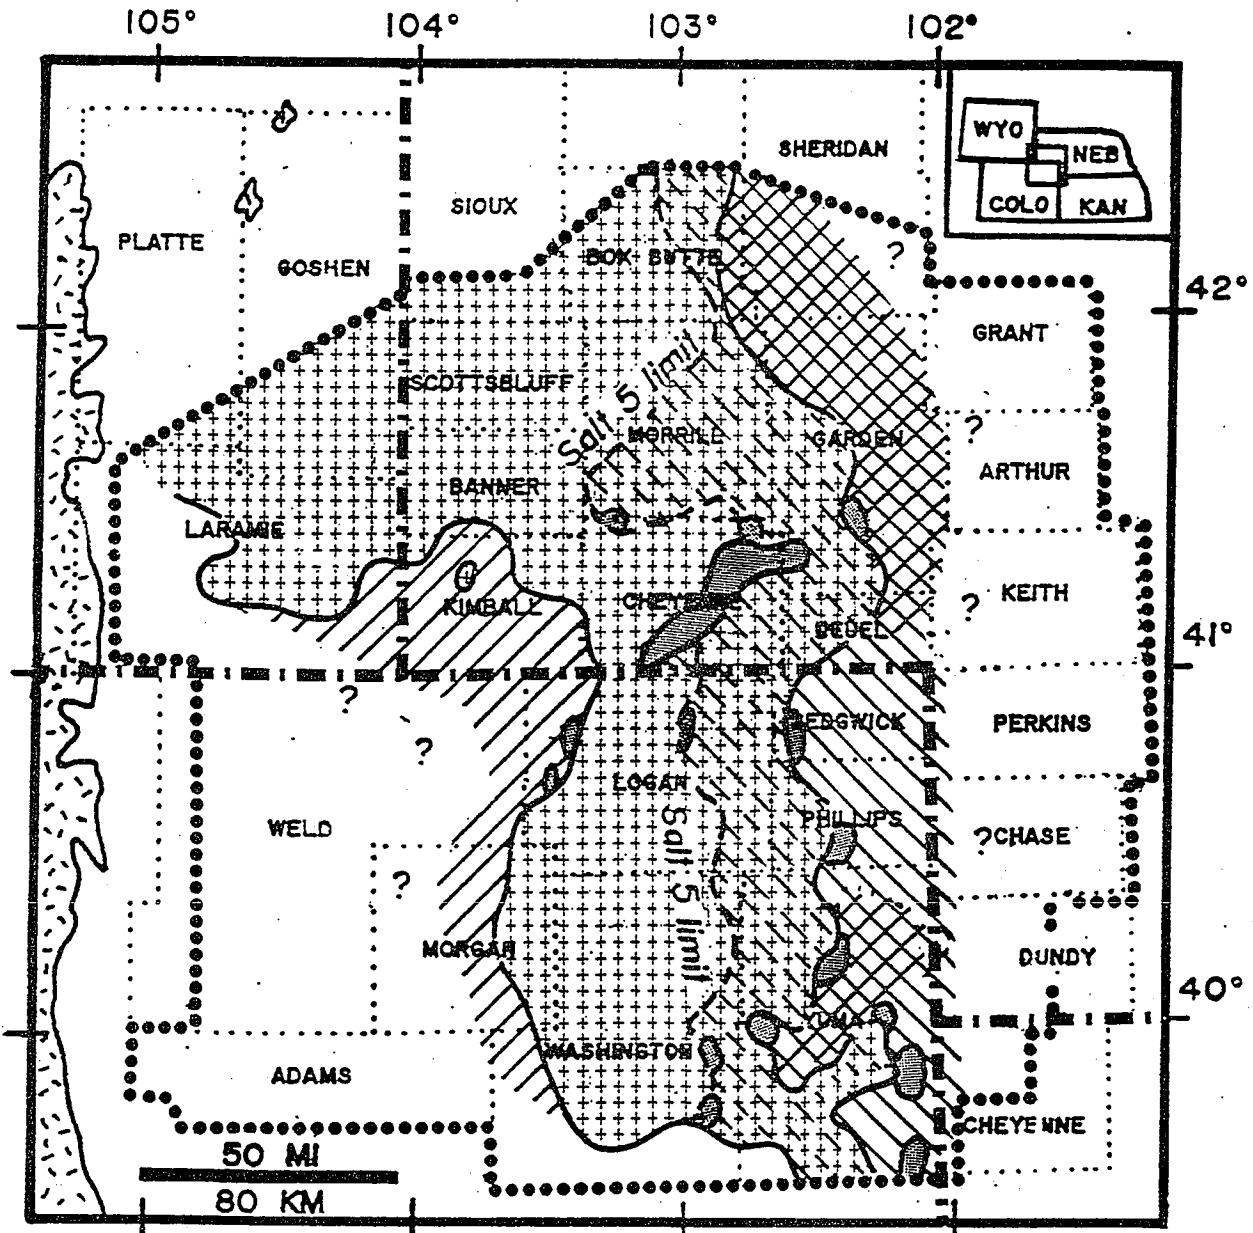 105° 104° 103° 102°
WYO
NEB
COLO KAN
SHERIDAN
SIOUX
PLATTE
GOSHEN
BOX BUTTE
?
42°
GRANT
SCOTTSBLUFF
Salt 5 limit
MORRILL
GARDEN
?
ARTHUR
BANNER
LARAMIE
KEITH
KIMBALL
CHEYENNE
?
DEUEL
41°
?
SEDGWICK
PERKINS
?
LOGAN
WELD
PHILLIPS
?
CHASE
Salt 5 limit
?
MORGAN
DUNDY
40°
YUMA
WASHINGTON
ADAMS
CHEYENNE
50 MI
80 KM